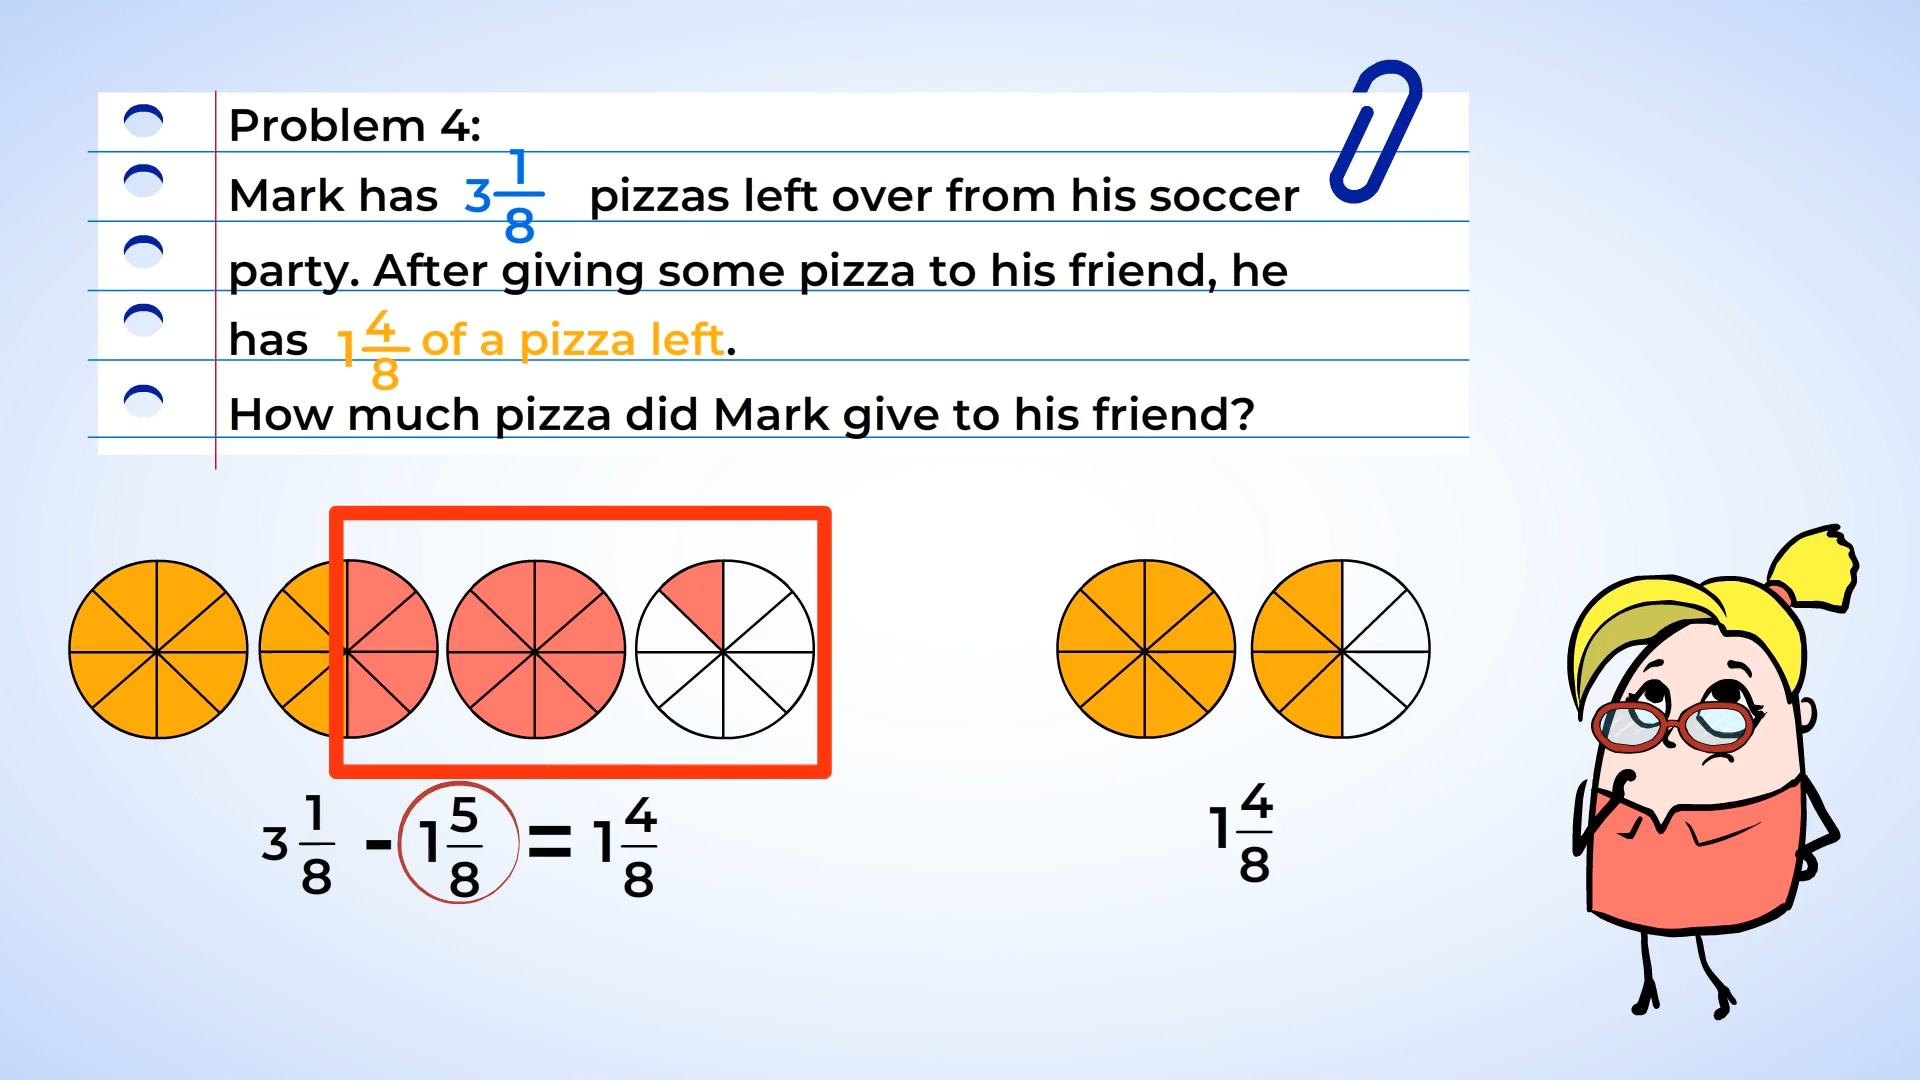 Problem 4:
Mark has 3 1/8 pizzas left over from his soccer
party. After giving some pizza to his friend, he
has 1 4/8 of a pizza left.
How much pizza did Mark give to his friend?
3 1/8 - 1 5/8 = 1 4/8
1 4/8